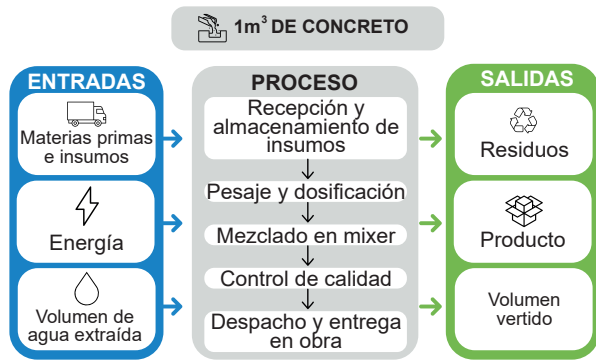 1m³ DE CONCRETO
ENTRADAS
Materias primas
e insumos
Energía
Volumen de
agua extraída
PROCESO
Recepción y
almacenamiento de
insumos
Pesaje y dosificación
Mezclado en mixer
Control de calidad
Despacho y entrega
en obra
SALIDAS
Residuos
Producto
Volumen
vertido